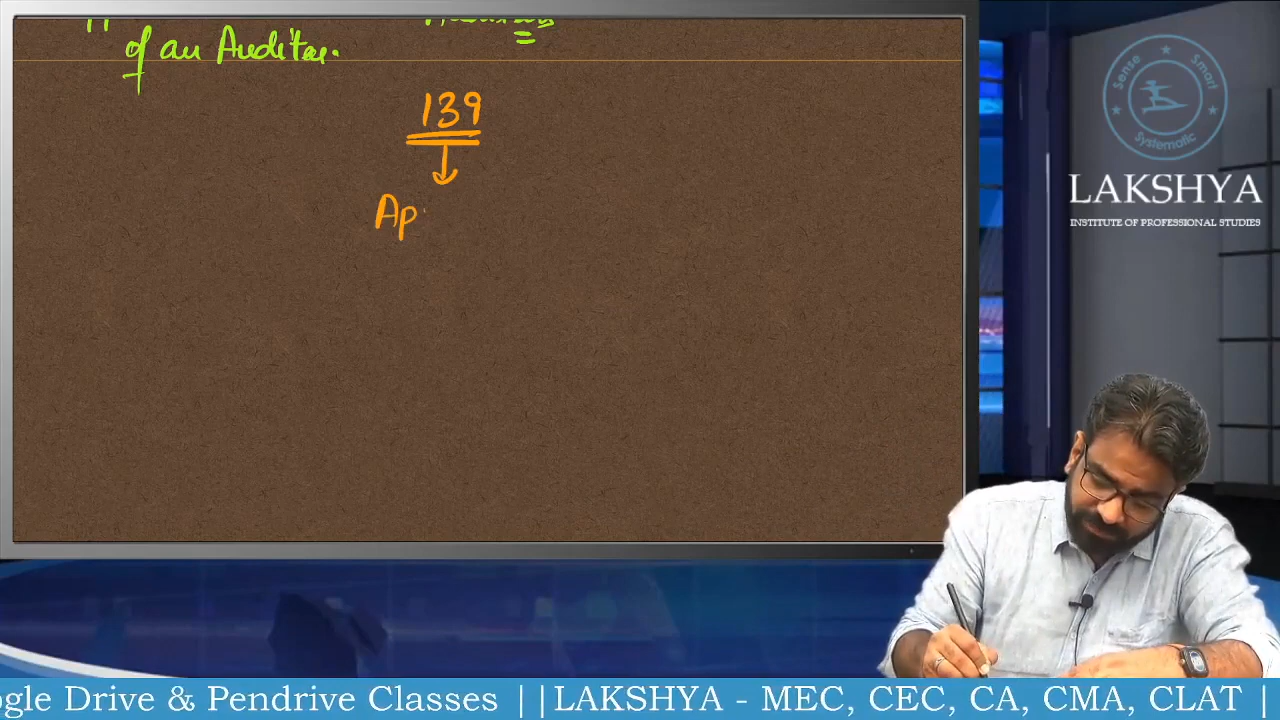 of an Auditor.
139
Ap
Sense
Smart
Systematic
LAKSHYA
INSTITUTE OF PROFESSIONAL STUDIES
ogle Drive & Pendrive Classes ||LAKSHYA - MEC, CEC, CA, CMA, CLAT |